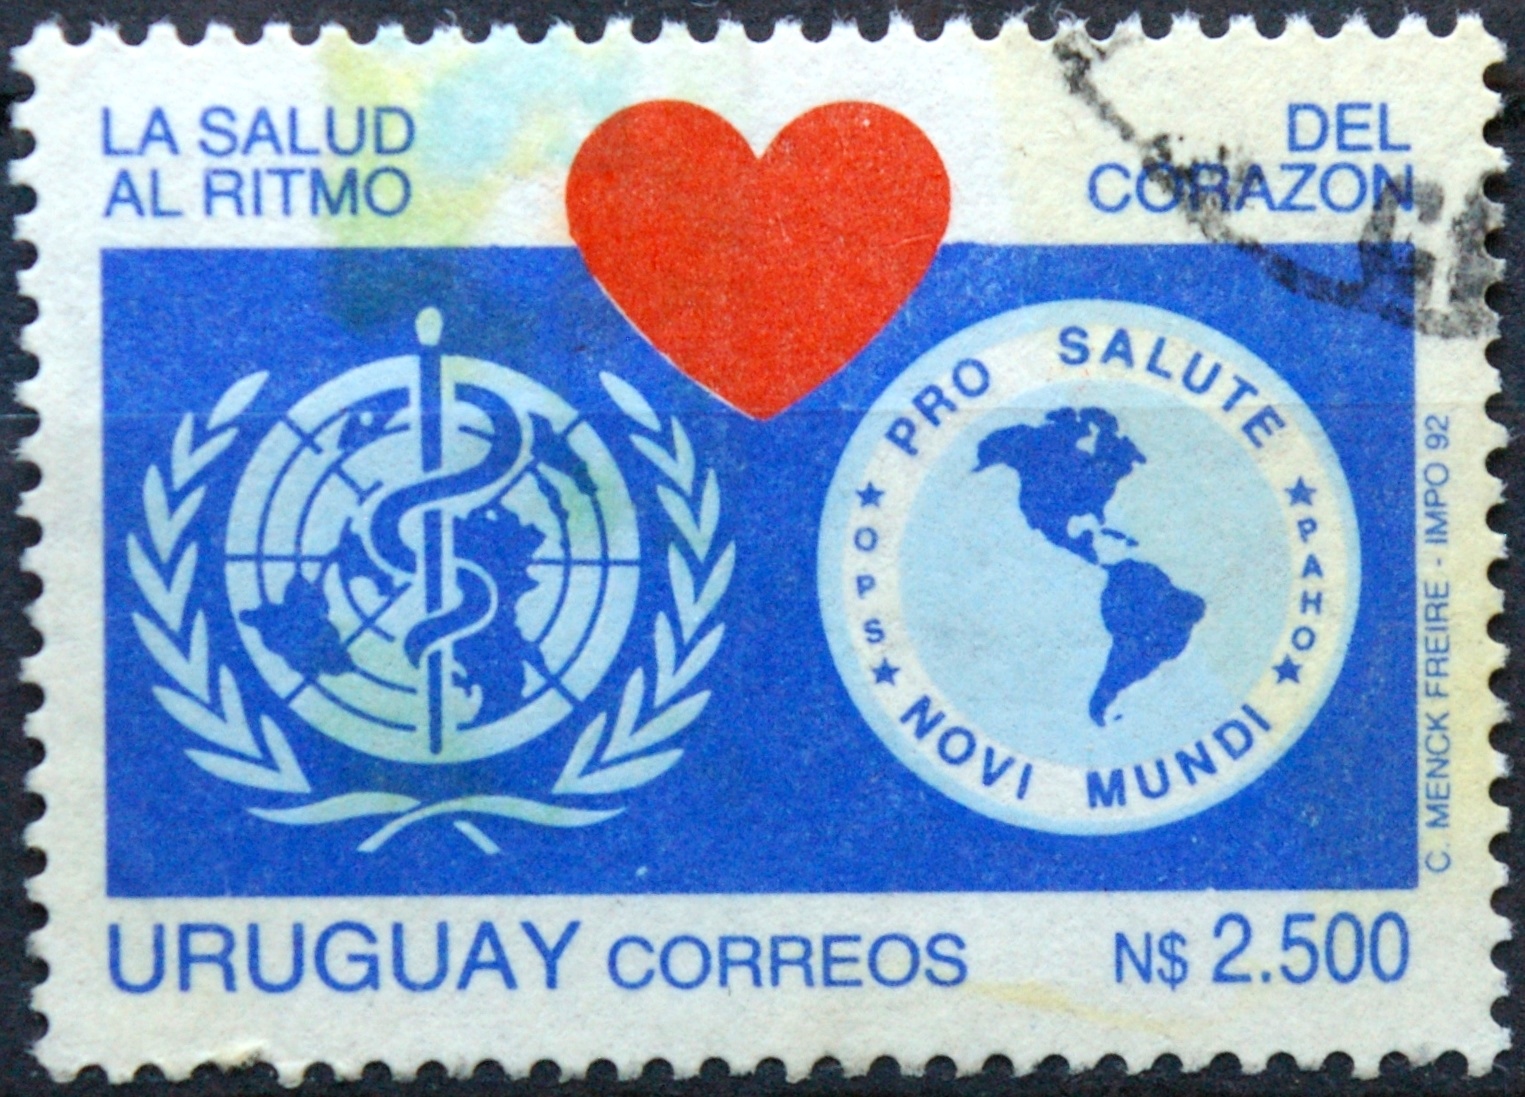 LA SALUD
AL RITMO
DEL
CORAZON
PRO SALUTE
OPS
PAHO
NOVI MUNDI
C. MENCK FREIRE - IMPO 92
URUGUAY CORREOS
N$ 2.500